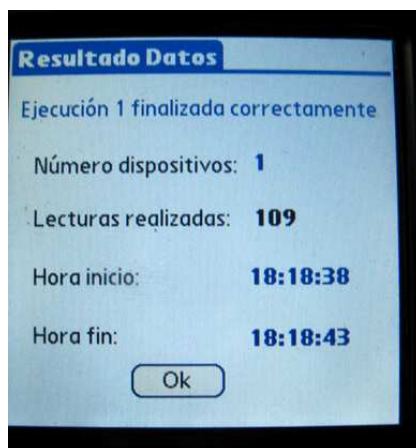 Resultado Datos
Ejecución 1 finalizada correctamente
Número dispositivos: 1
Lecturas realizadas: 109
Hora inicio: 18:18:38
Hora fin: 18:18:43
Ok